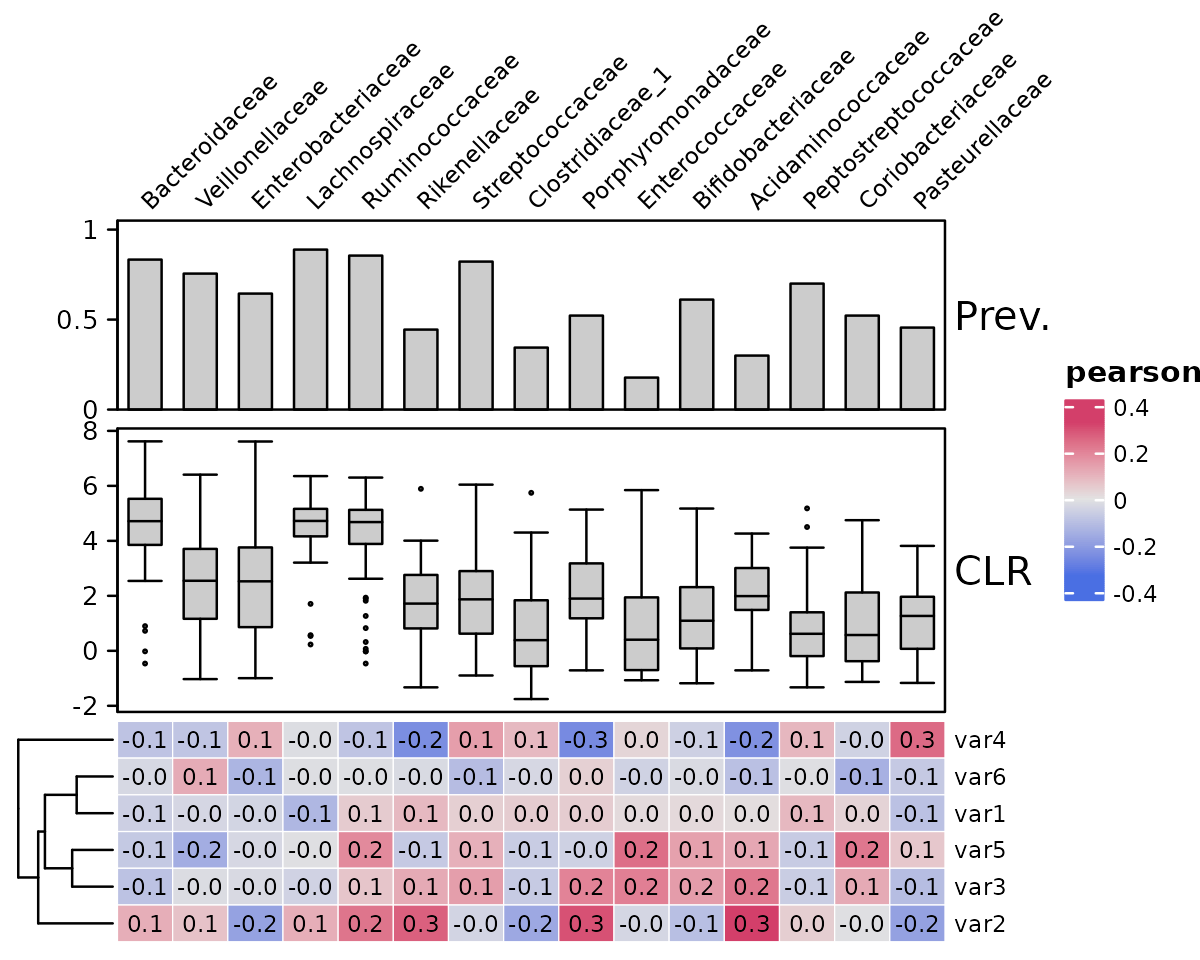 Bacteroidaceae
Veillonellaceae
Enterobacteriaceae
Lachnospiraceae
Ruminococcaceae
Rikenellaceae
Streptococcaceae
Clostridiaceae_1
Porphyromonadaceae
Enterococcaceae
Bifidobacteriaceae
Acidaminococcaceae
Peptostreptococcaceae
Coriobacteriaceae
Pasteurellaceae
1
0.5
0
Prev.
8
6
4
2
0
-2
CLR
pearson
0.4
0.2
0
-0.2
-0.4
-0.1 -0.1 0.1 -0.0 -0.1 -0.2 0.1 0.1 -0.3 0.0 -0.1 -0.2 0.1 -0.0 0.3 var4
-0.0 0.1 -0.1 -0.0 -0.0 -0.0 -0.1 -0.0 0.0 -0.0 -0.0 -0.1 -0.0 -0.1 -0.1 var6
-0.1 -0.0 -0.0 -0.1 0.1 0.1 0.0 0.0 0.0 0.0 0.0 0.0 0.1 0.0 -0.1 var1
-0.1 -0.2 -0.0 -0.0 0.2 -0.1 0.1 -0.1 -0.0 0.2 0.1 0.1 -0.1 0.2 0.1 var5
-0.1 -0.0 -0.0 -0.0 0.1 0.1 0.1 -0.1 0.2 0.2 0.2 0.2 -0.1 0.1 -0.1 var3
0.1 0.1 -0.2 0.1 0.2 0.3 -0.0 -0.2 0.3 -0.0 -0.1 0.3 0.0 -0.0 -0.2 var2